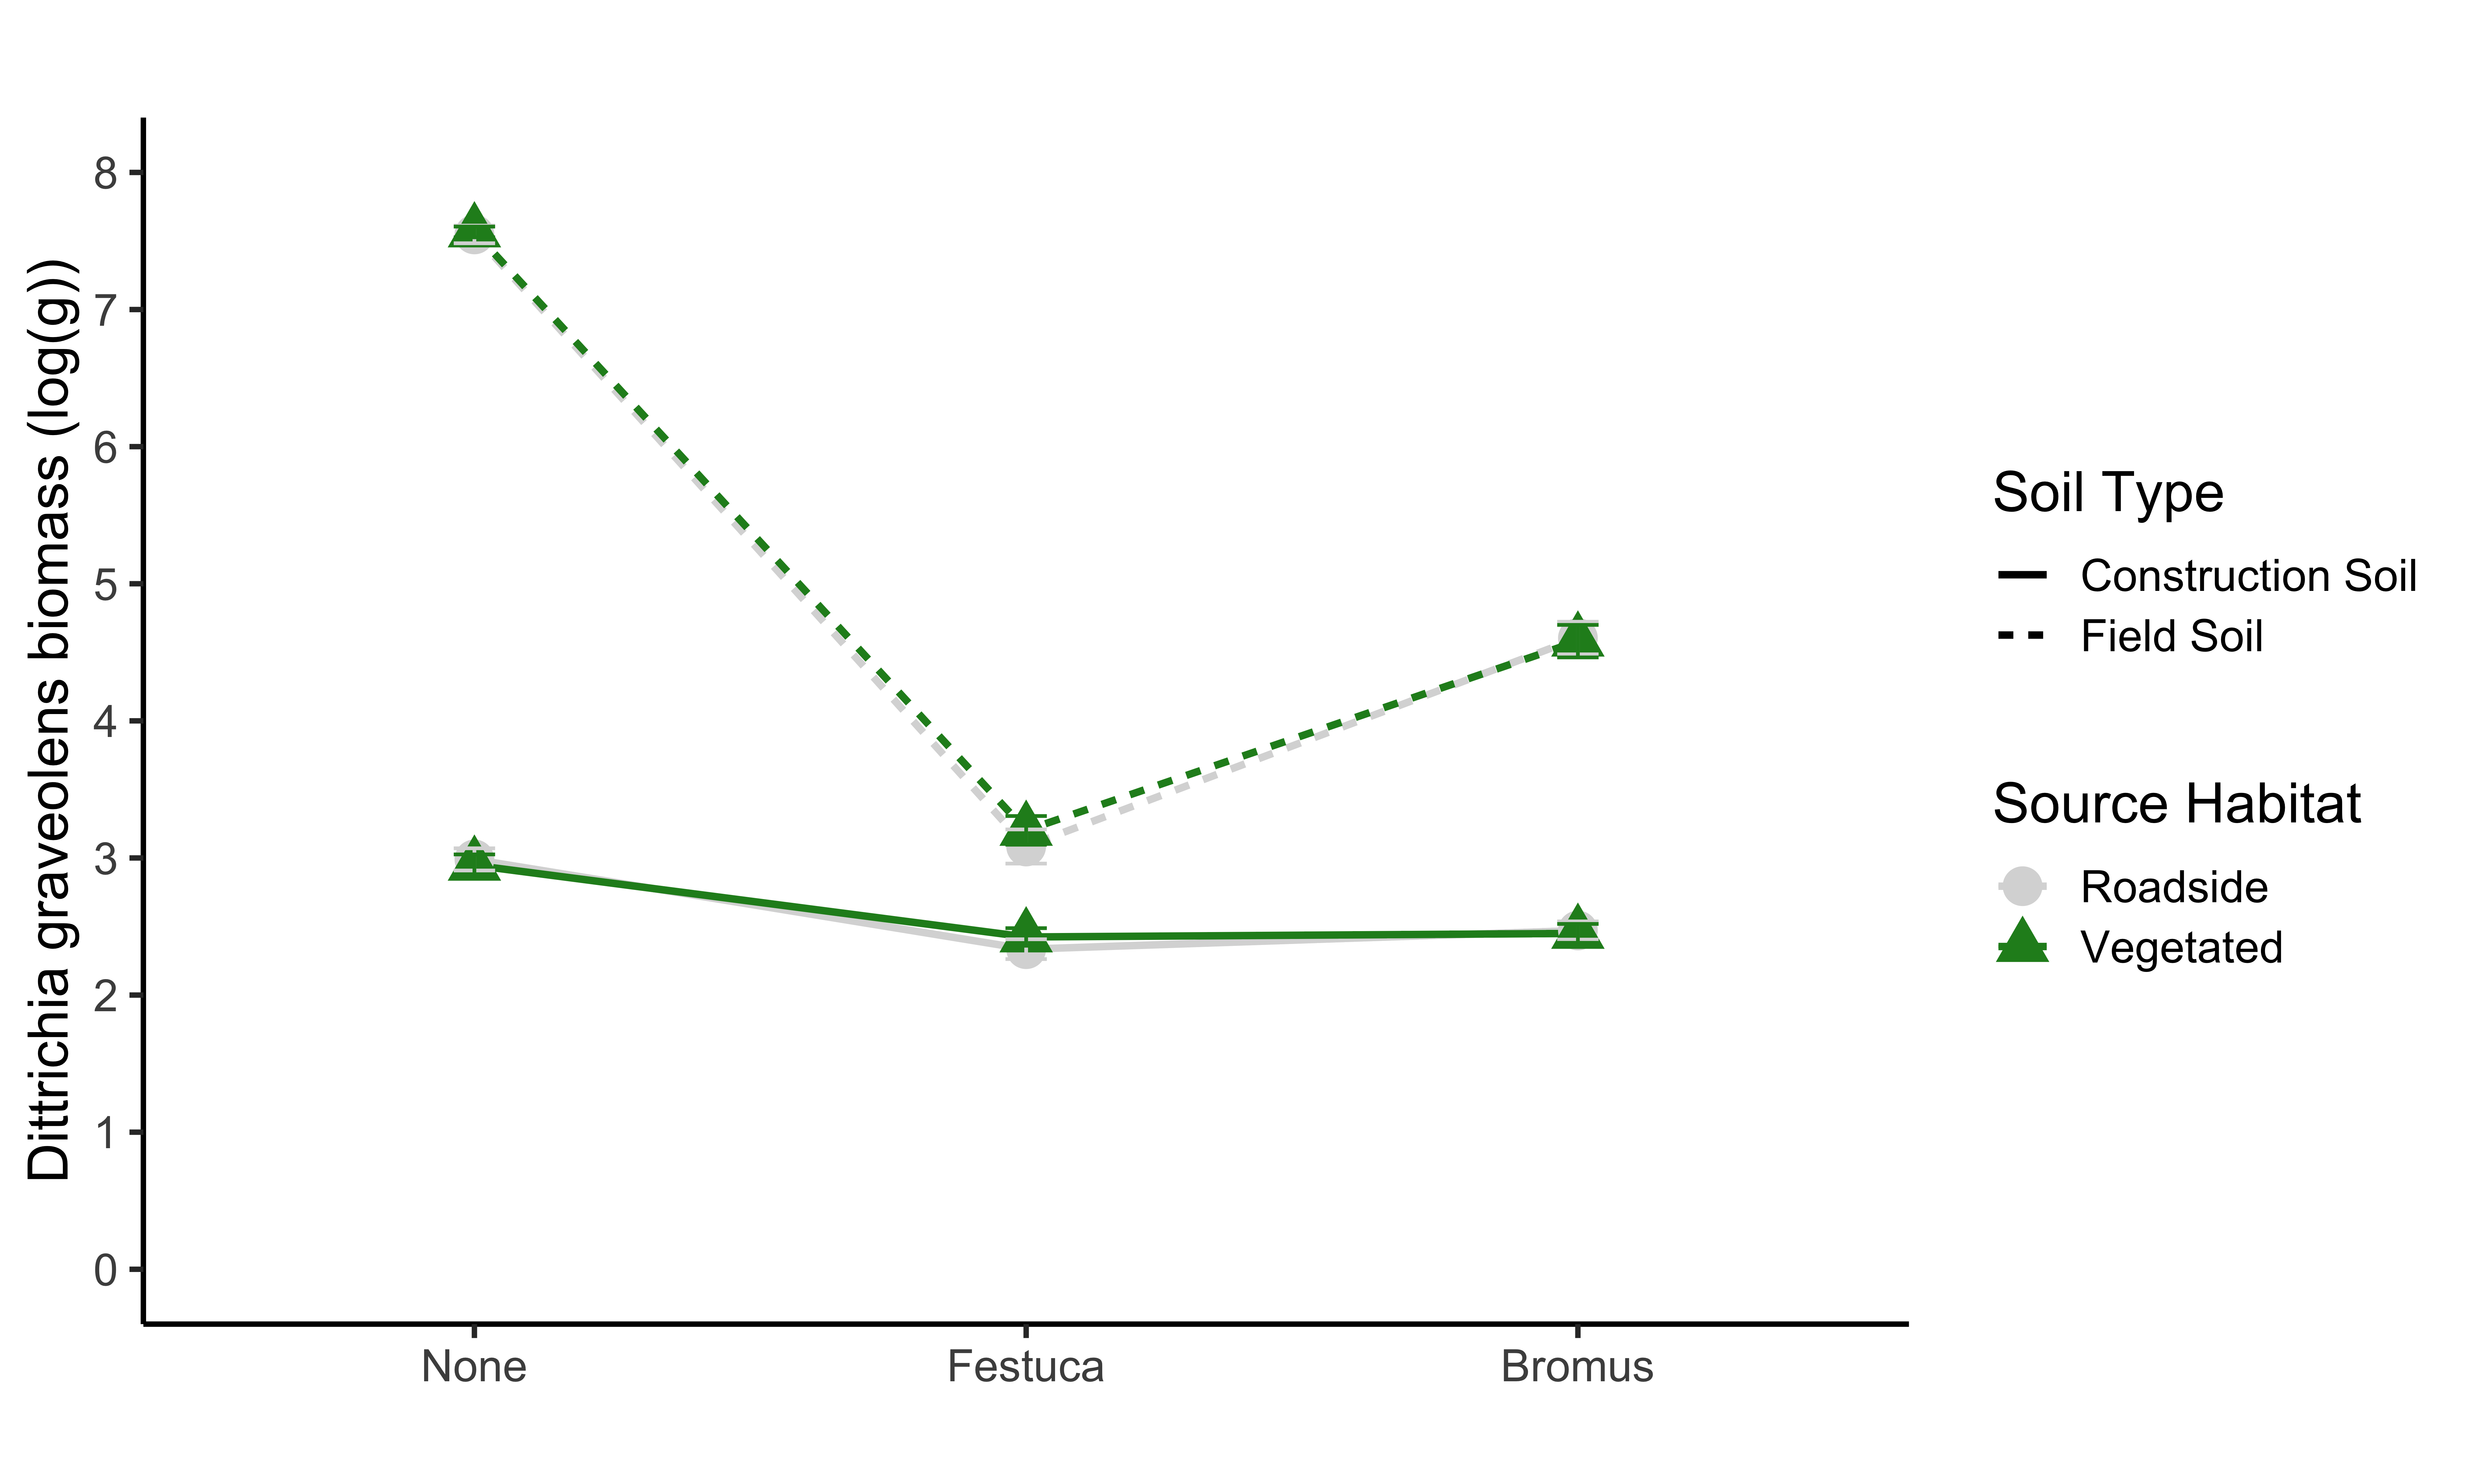 Dittrichia graveolens biomass (log(g))
8
7
6
5
4
3
2
1
0
None
Festuca
Bromus
Soil Type
Construction Soil
Field Soil
Source Habitat
Roadside
Vegetated